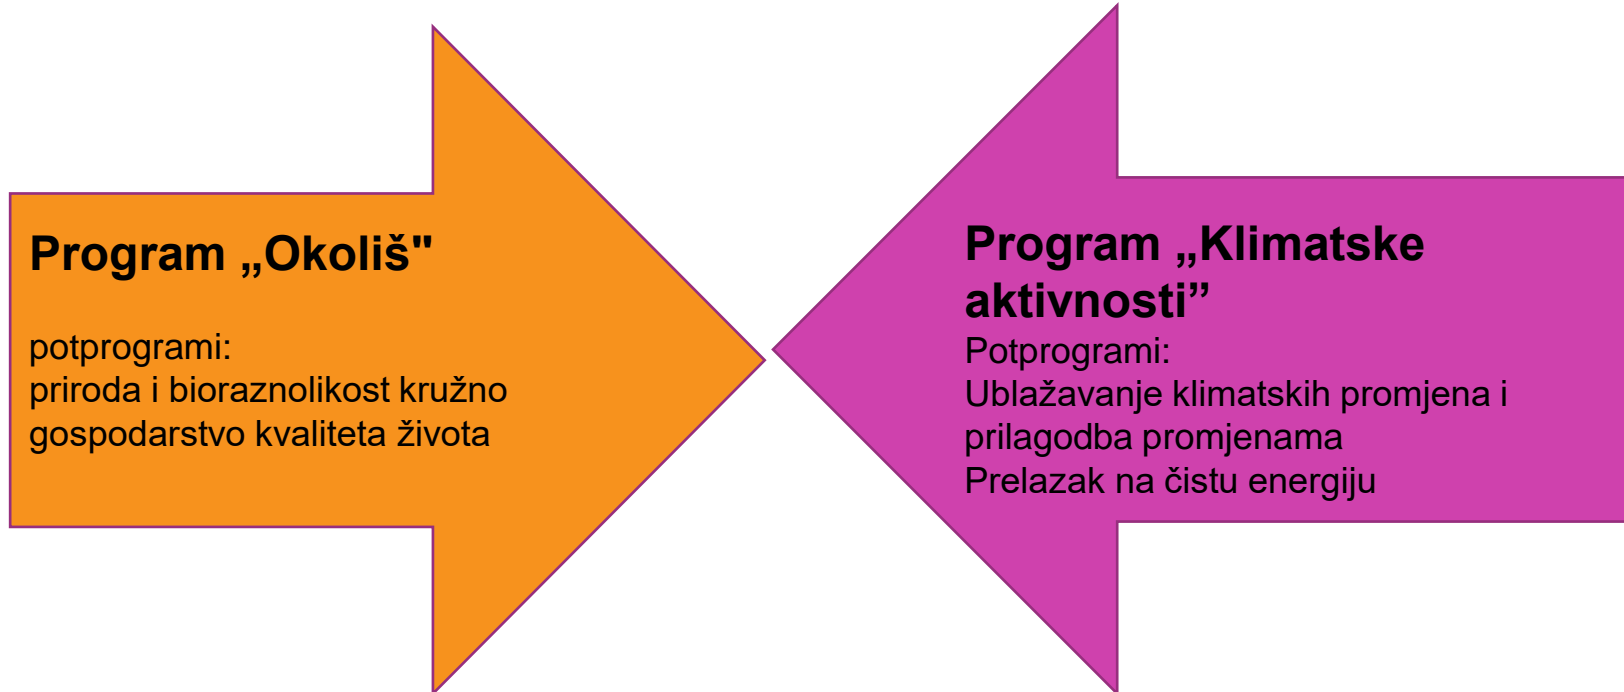 Program „Okoliš"
potprogrami:
priroda i bioraznolikost kružno
gospodarstvo kvaliteta života
Program „Klimatske
aktivnosti”
Potprogrami:
Ublažavanje klimatskih promjena i
prilagodba promjenama
Prelazak na čistu energiju